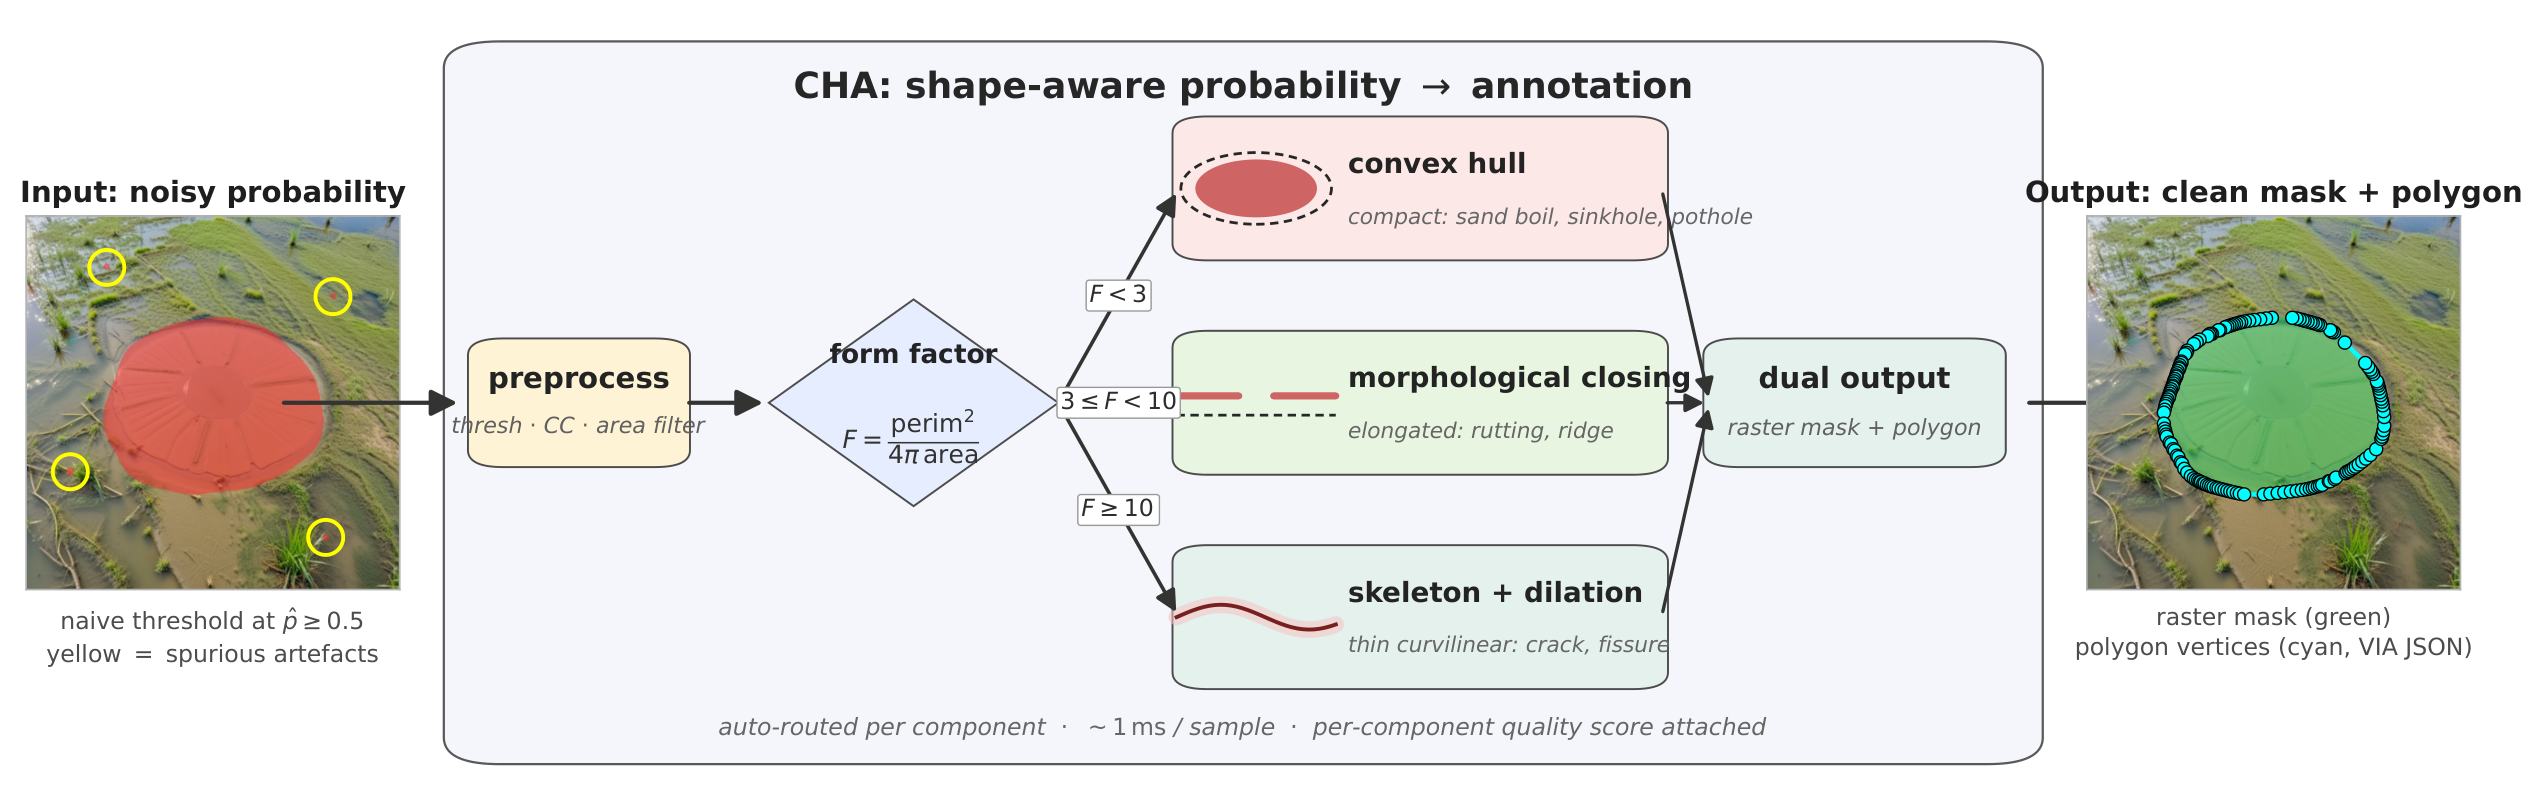 CHA: shape-aware probability → annotation
Input: noisy probability
naive threshold at p̂ ≥ 0.5
yellow = spurious artefacts
preprocess
thresh · CC · area filter
form factor
F = perim² / 4π area
F < 3
3 ≤ F < 10
F ≥ 10
convex hull
compact: sand boil, sinkhole, pothole
morphological closing
elongated: rutting, ridge
skeleton + dilation
thin curvilinear: crack, fissure
dual output
raster mask + polygon
auto-routed per component · ~ 1 ms / sample · per-component quality score attached
Output: clean mask + polygon
raster mask (green)
polygon vertices (cyan, VIA JSON)